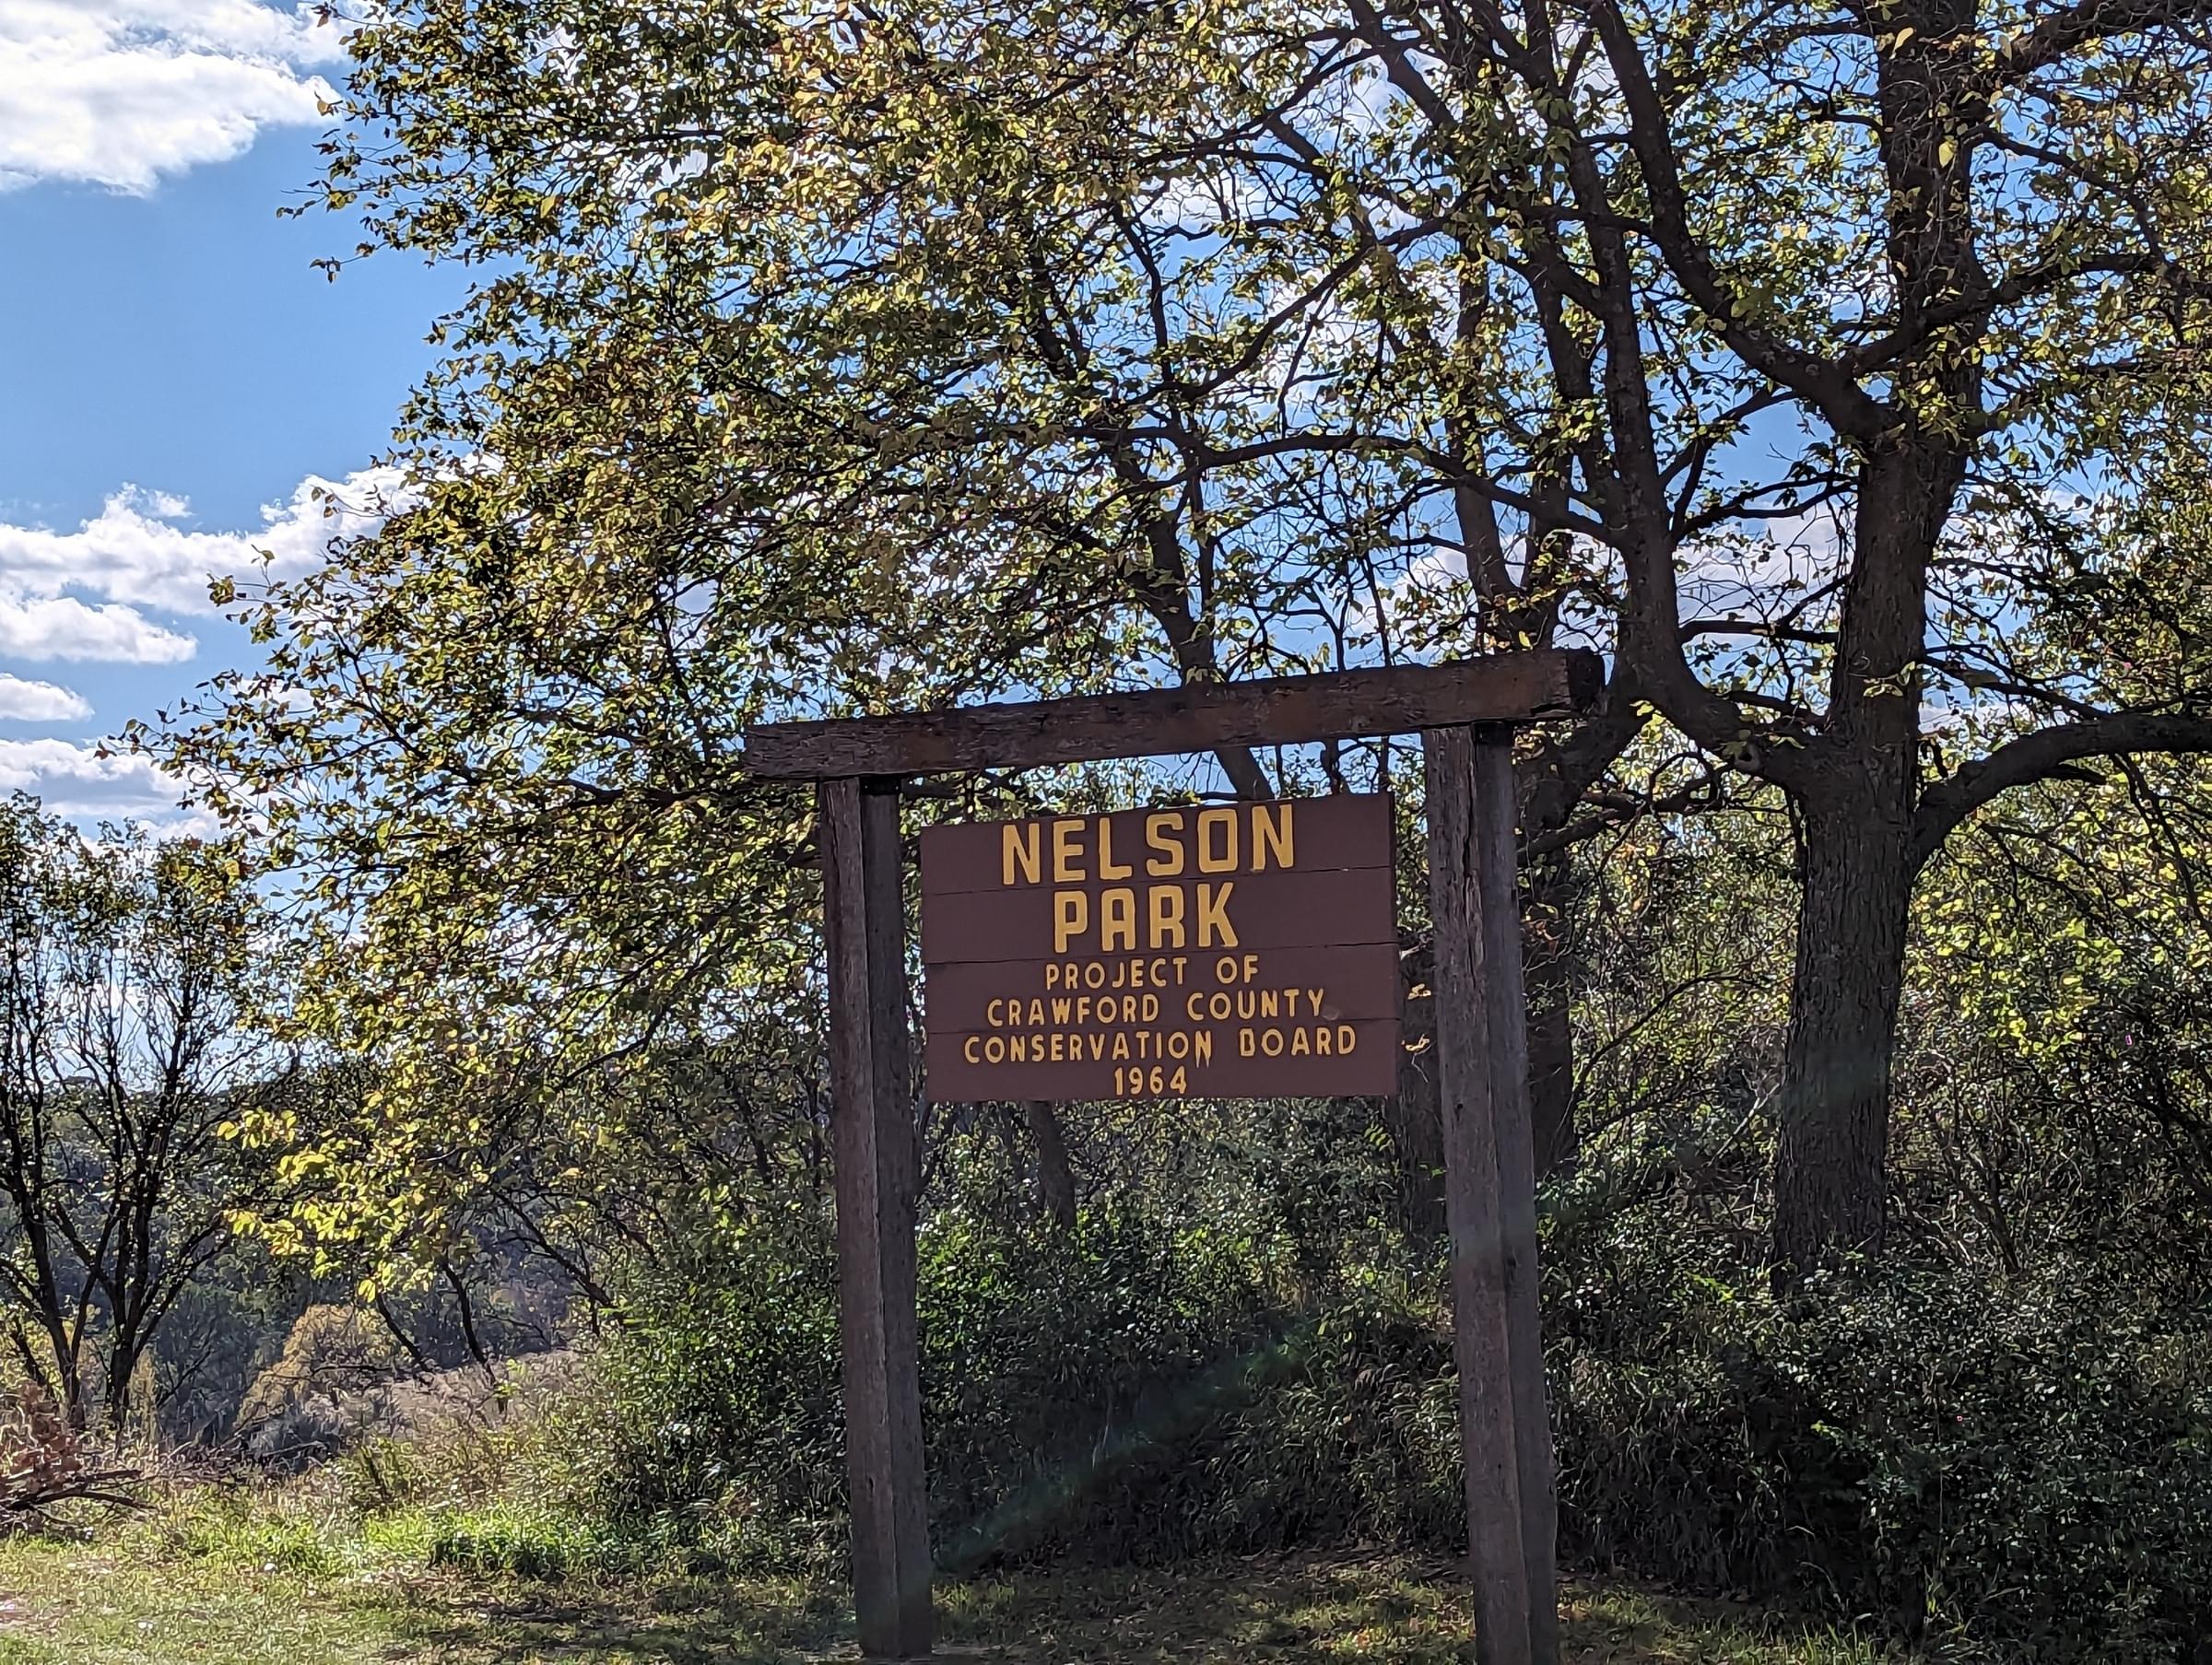 NELSON
PARK
PROJECT OF
CRAWFORD COUNTY
CONSERVATION BOARD
1964